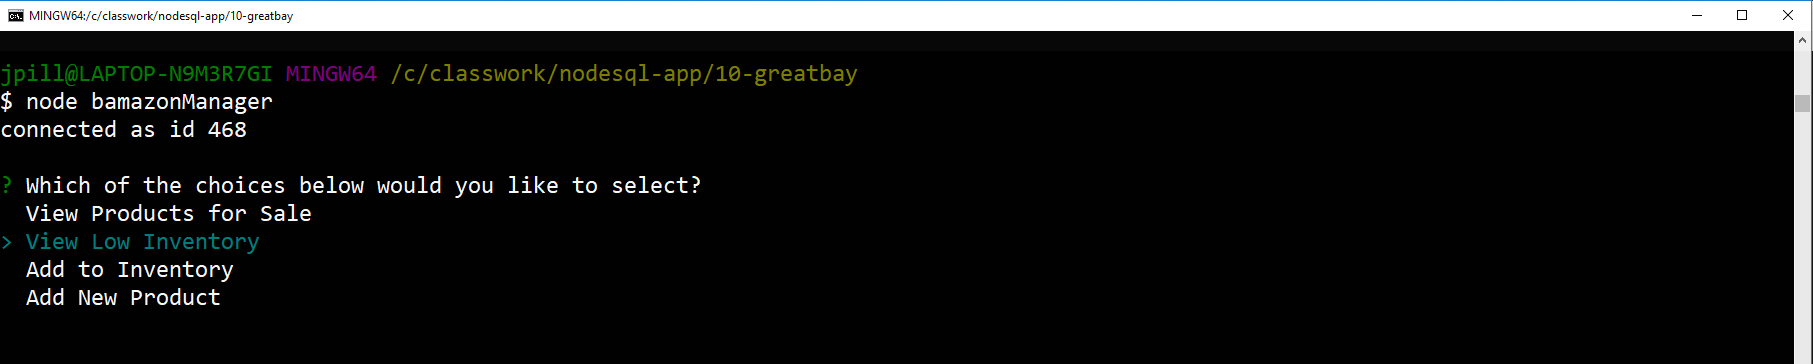 MINGW64:/c/classwork/nodesql-app/10-greatbay
jpill@LAPTOP-N9M3R7GI MINGW64 /c/classwork/nodesql-app/10-greatbay
$ node bamazonManager
connected as id 468
? Which of the choices below would you like to select?
View Products for Sale
> View Low Inventory
Add to Inventory
Add New Product